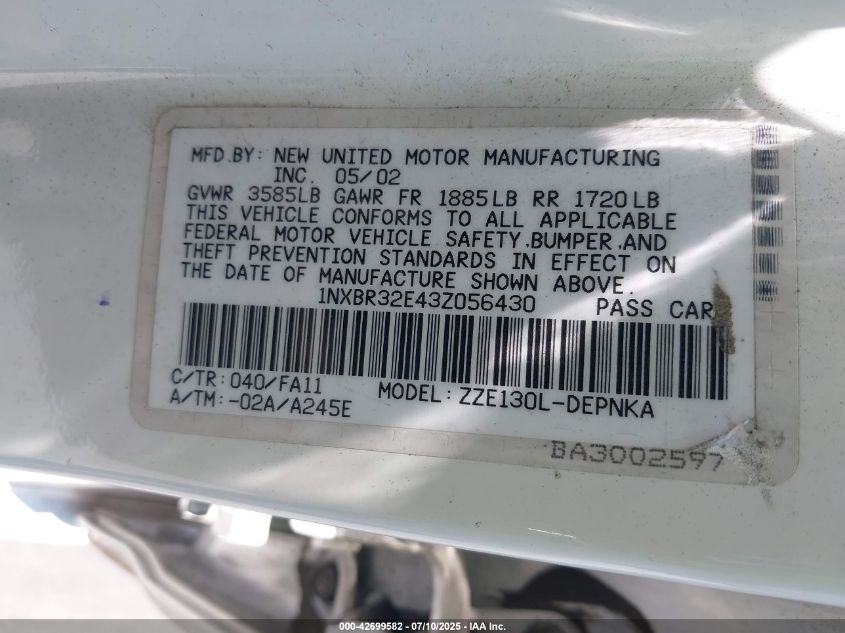 MFD.BY: NEW UNITED MOTOR MANUFACTURING
INC. 05/02
GVWR 3585LB GAWR FR 1885LB RR 1720LB
THIS VEHICLE CONFORMS TO ALL APPLICABLE
FEDERAL MOTOR VEHICLE SAFETY,BUMPER,AND
THEFT PREVENTION STANDARDS IN EFFECT ON
THE DATE OF MANUFACTURE SHOWN ABOVE.
1NXBR32E43Z056430 PASS CAR
C/TR:040/FA11 MODEL:ZZE130L-DEPNKA
A/TM:-02A/A245E
BA3002597
000-42699582 - 07/10/2025 - IAA Inc.